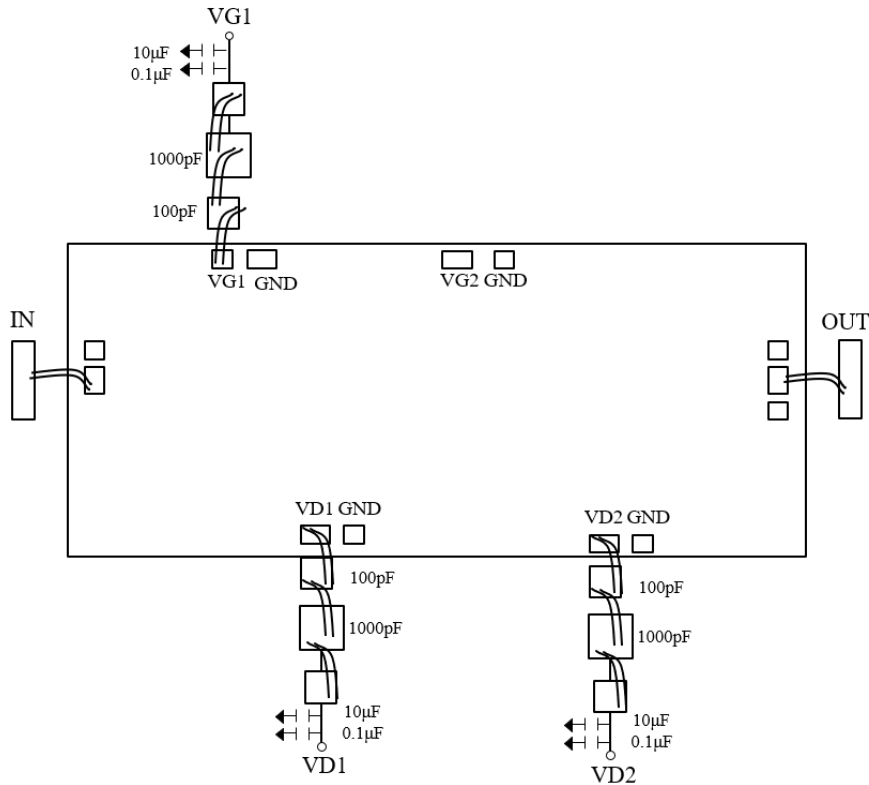 VG1
10μF
0.1μF
1000pF
100pF
VG1 GND
VG2 GND
IN
OUT
VD1 GND
VD2 GND
100pF
100pF
1000pF
1000pF
10μF
0.1μF
10μF
0.1μF
VD1
VD2